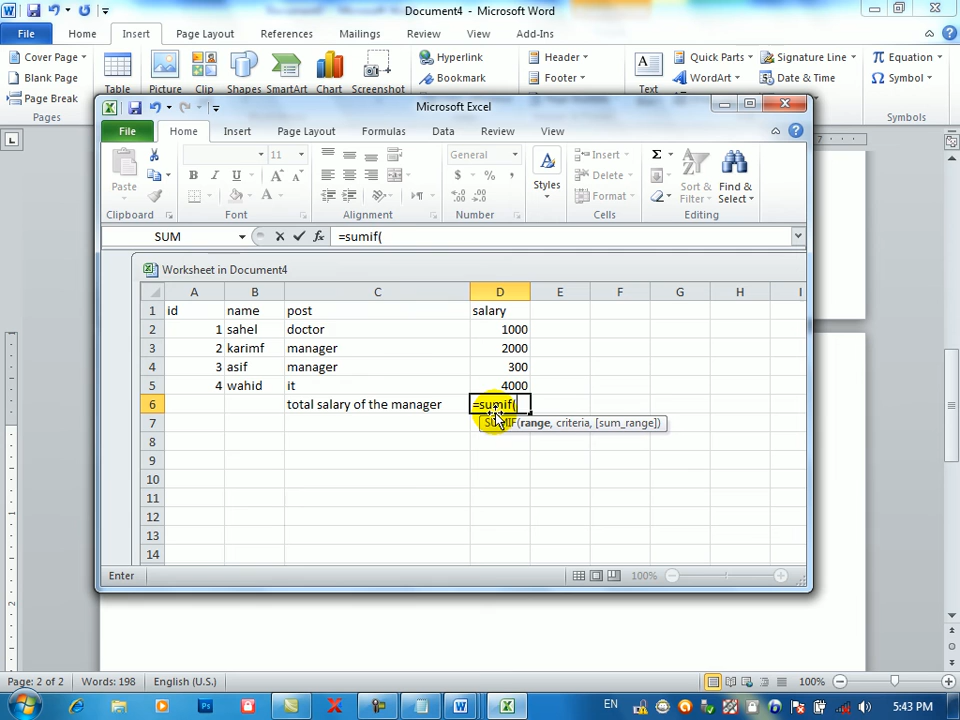 Document4 - Microsoft Word
File Home Insert Page Layout References Mailings Review View Add-Ins
Cover Page
Blank Page
Page Break
Pages
Table Picture Clip Shapes SmartArt Chart Screenshot
Hyperlink
Bookmark
Header
Footer
Text
Quick Parts
WordArt
Signature Line
Date & Time
Equation
Symbol
Symbols
Microsoft Excel
File Home Insert Page Layout Formulas Data Review View
Paste
Clipboard
11
Font
Alignment
General
Number
Styles
Insert
Delete
Format
Cells
Sort & Filter
Find & Select
Editing
SUM =sumif(
Worksheet in Document4
A B C D E F G H I
1 id name post salary
2 1 sahel doctor 1000
3 2 karimf manager 2000
4 3 asif manager 300
5 4 wahid it 4000
6 total salary of the manager =sumif(
7 SUMIF(range, criteria, [sum_range])
8
9
10
11
12
13
14
Enter 100%
Page: 2 of 2 Words: 198 English (U.S.) 100%
EN 5:43 PM